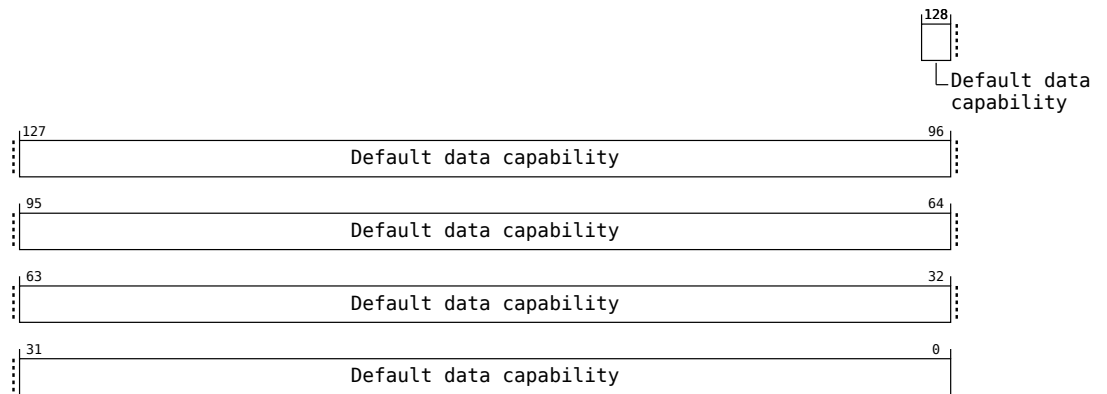 128
Default data
capability
127 96
Default data capability
95 64
Default data capability
63 32
Default data capability
31 0
Default data capability